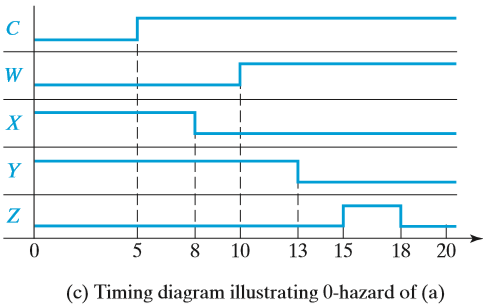 C
W
X
Y
Z
0 5 8 10 13 15 18 20
(c) Timing diagram illustrating 0-hazard of (a)